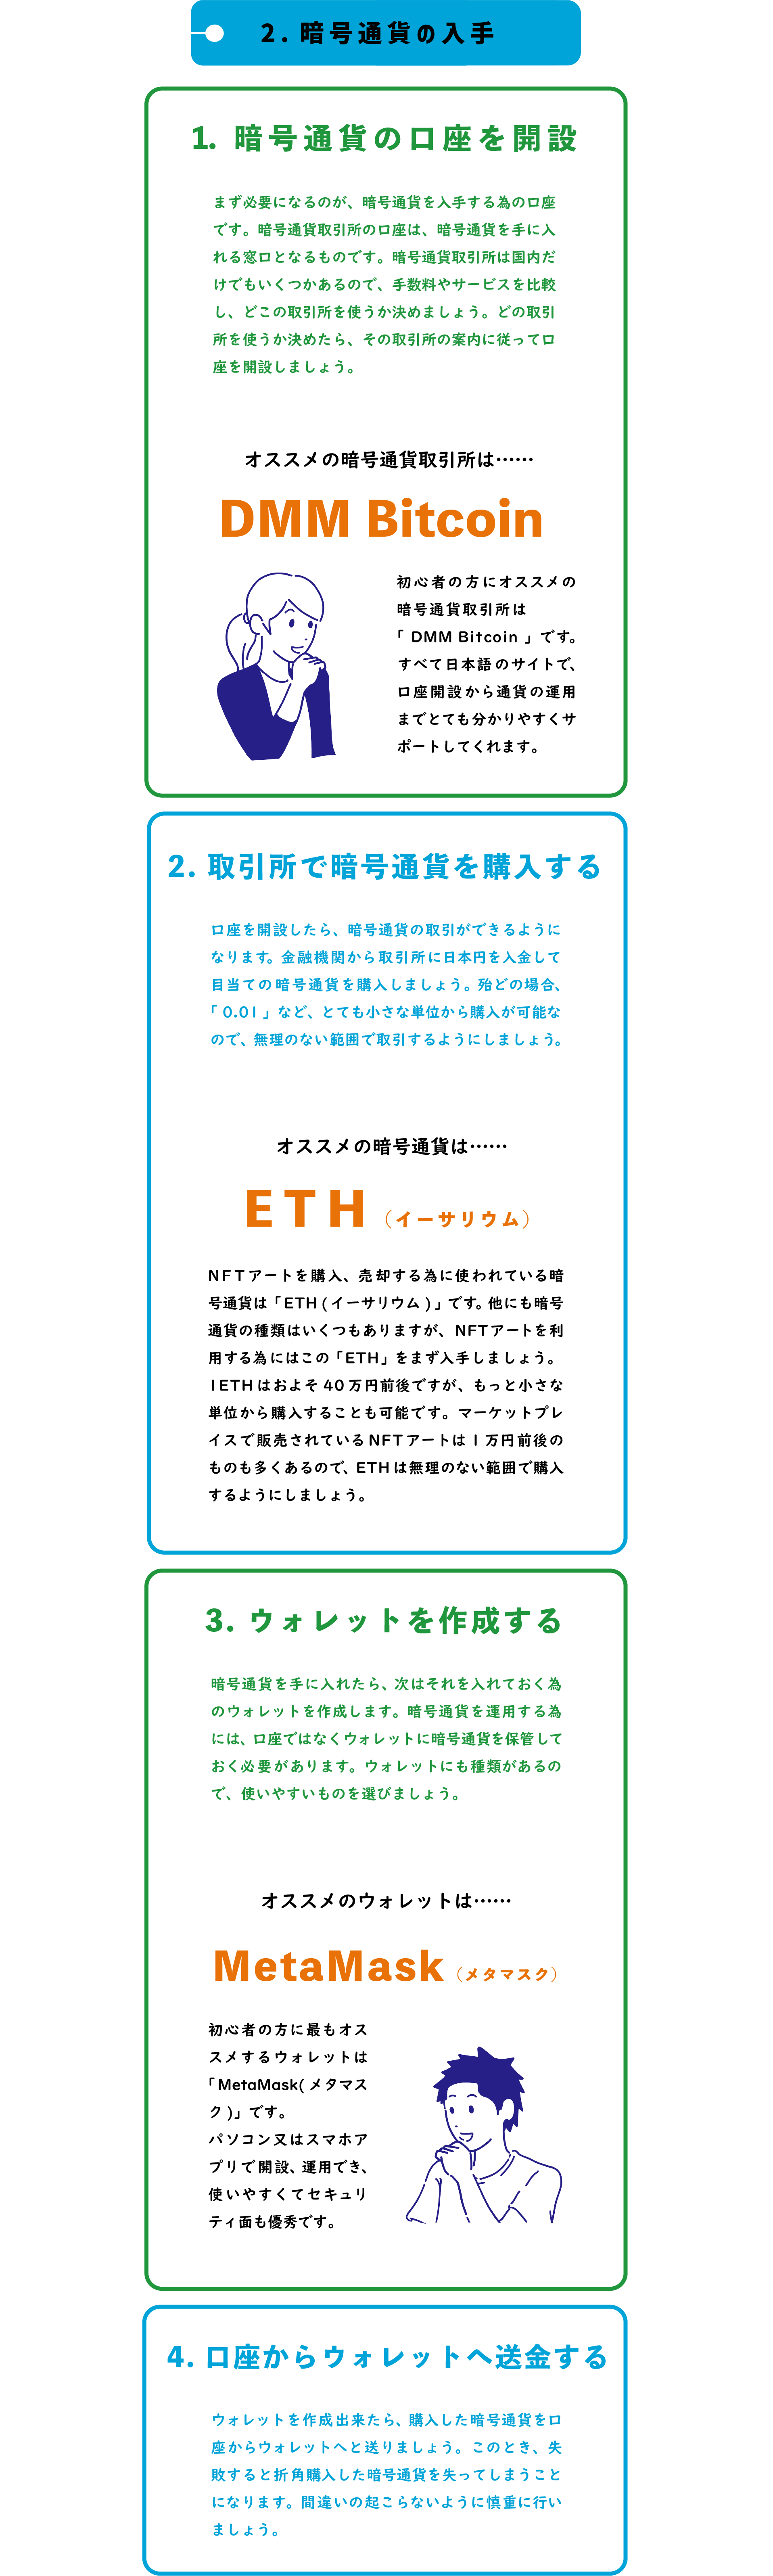 2. 暗号通貨の入手
1. 暗号通貨の口座を開設
まず必要になるのが、暗号通貨を入手する為の口座
です。暗号通貨取引所の口座は、暗号通貨を手に入
れる窓口となるものです。暗号通貨取引所は国内だ
けでもいくつかあるので、手数料やサービスを比較
し、どこの取引所を使うか決めましょう。どの取引
所を使うか決めたら、その取引所の案内に従って口
座を開設しましょう。
オススメの暗号通貨取引所は……
DMM Bitcoin
初心者の方にオススメの
暗号通貨取引所は
「 DMM Bitcoin 」です。
すべて日本語のサイトで、
口座開設から通貨の運用
までとても分かりやすくサ
ポートしてくれます。
2. 取引所で暗号通貨を購入する
口座を開設したら、暗号通貨の取引ができるように
なります。金融機関から取引所に日本円を入金して
目当ての暗号通貨を購入しましょう。殆どの場合、
「 0.01 」など、とても小さな単位から購入が可能な
ので、無理のない範囲で取引するようにしましょう。
オススメの暗号通貨は……
ETH（イーサリウム）
NFTアートを購入、売却する為に使われている暗
号通貨は「ETH ( イーサリウム ) 」です。他にも暗号
通貨の種類はいくつもありますが、NFTアートを利
用する為にはこの「ETH」をまず入手しましょう。
1ETH はおよそ 40 万円前後ですが、もっと小さな
単位から購入することも可能です。マーケットプレ
イスで販売されているNFTアートは 1 万円前後の
ものも多くあるので、ETHは無理のない範囲で購入
するようにしましょう。
3. ウォレットを作成する
暗号通貨を手に入れたら、次はそれを入れておく為
のウォレットを作成します。暗号通貨を運用する為
には、口座ではなくウォレットに暗号通貨を保管して
おく必要があります。ウォレットにも種類があるの
で、使いやすいものを選びましょう。
オススメのウォレットは……
MetaMask（メタマスク）
初心者の方に最もオス
スメするウォレットは
「MetaMask( メタマス
ク )」です。
パソコン又はスマホア
プリで開設、運用でき、
使いやすくてセキュリ
ティ面も優秀です。
4. 口座からウォレットへ送金する
ウォレットを作成出来たら、購入した暗号通貨を口
座からウォレットへと送りましょう。このとき、失
敗すると折角購入した暗号通貨を失ってしまうこと
になります。間違いの起こらないように慎重に行い
ましょう。